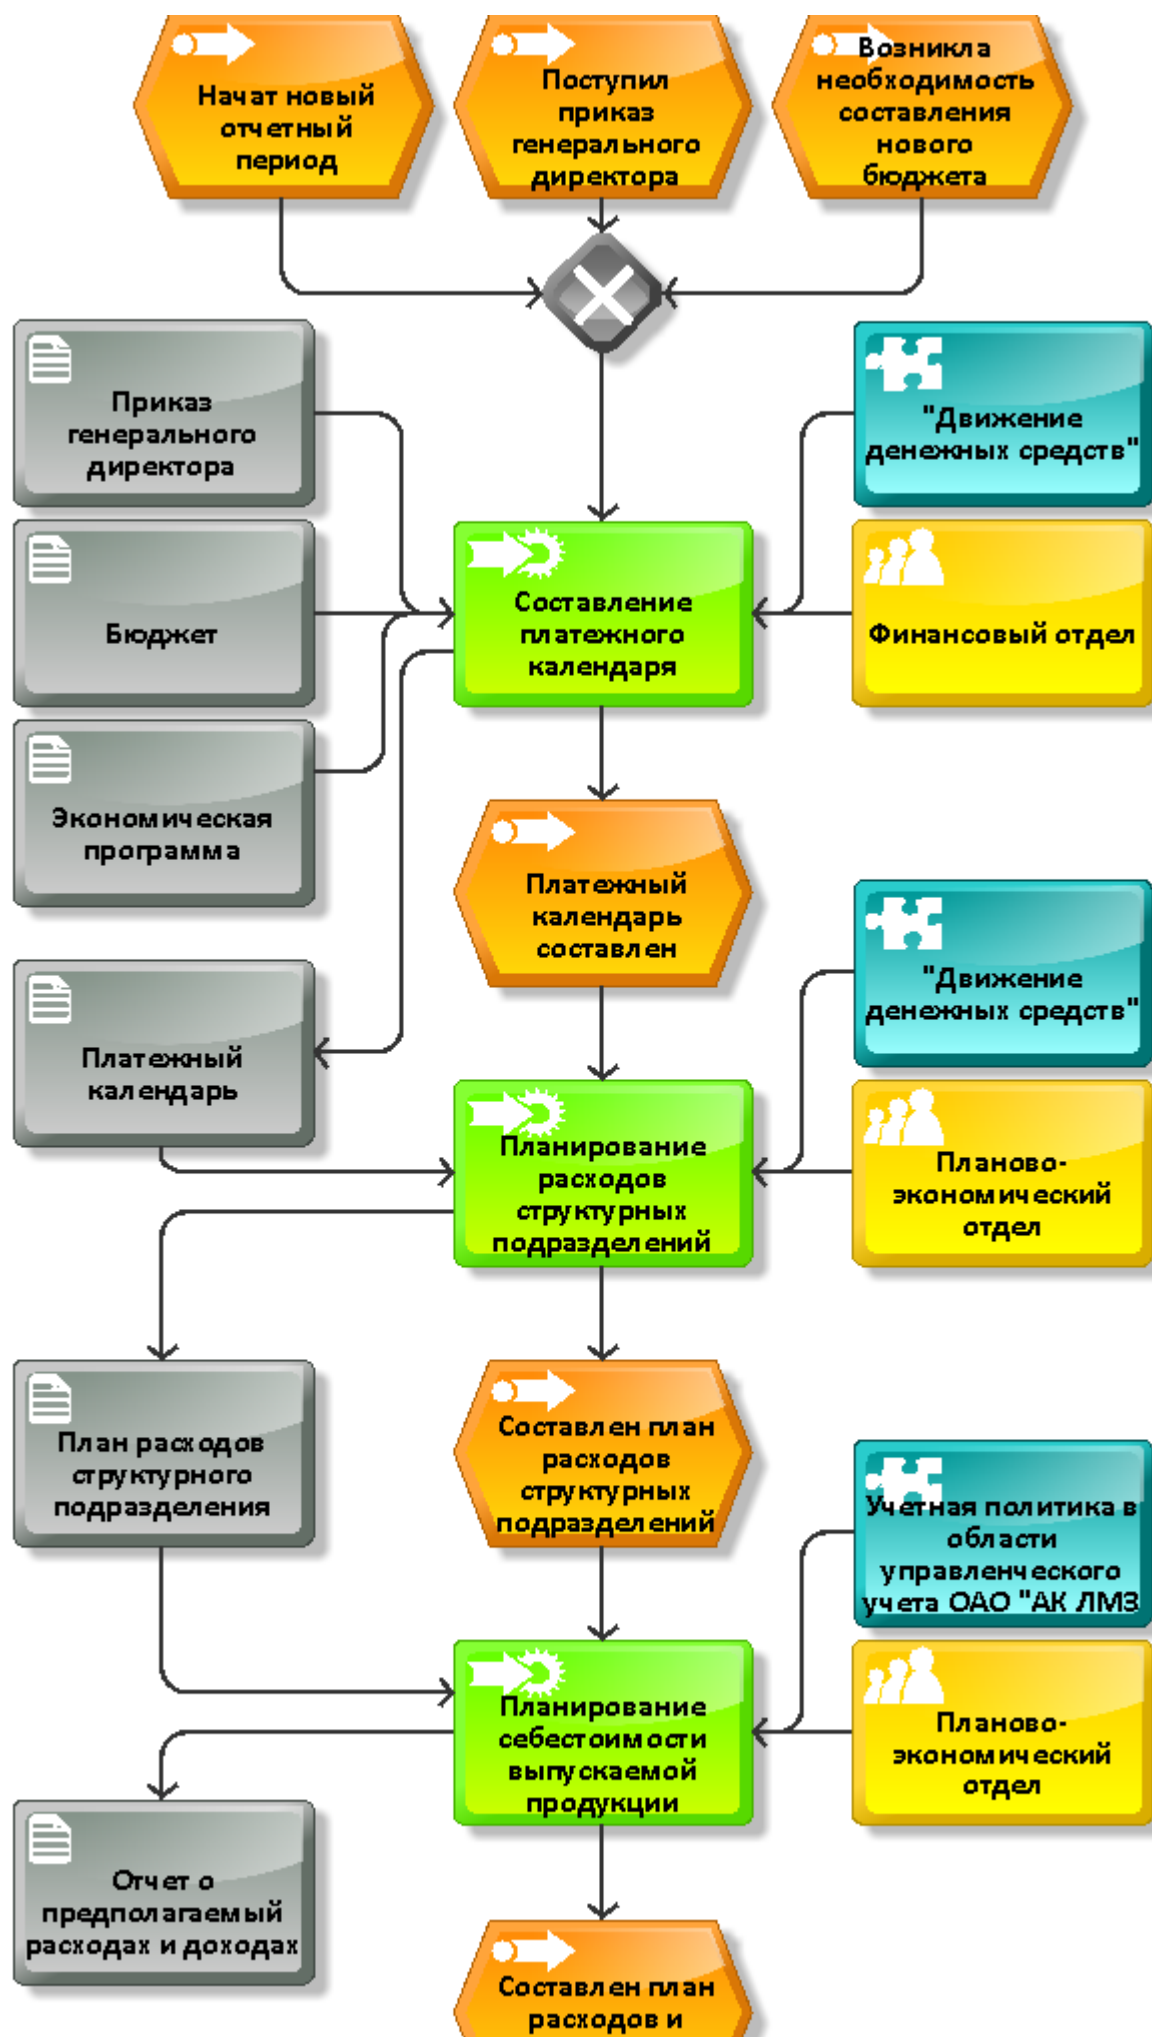 Начат новый
отчетный
период
Поступил
приказ
генерального
директора
Возникла
необходимость
составления
нового
бюджета
Приказ
генерального
директора
"Движение
денежных средств"
Бюджет
Составление
платежного
календаря
Финансовый отдел
Экономическая
программа
Платежный
календарь
составлен
"Движение
денежных средств"
Платежный
календарь
Планирование
расходов
структурных
подразделений
Планово-
экономический
отдел
План расходов
структурного
подразделения
Составлен план
расходов
структурных
подразделений
Учетная политика в
области
управленческого
учета ОАО "АК ЛМЗ
Планирование
себестоимости
выпускаемой
продукции
Планово-
экономический
отдел
Отчет о
предполагаемый
расходах и доходах
Составлен план
расходов и